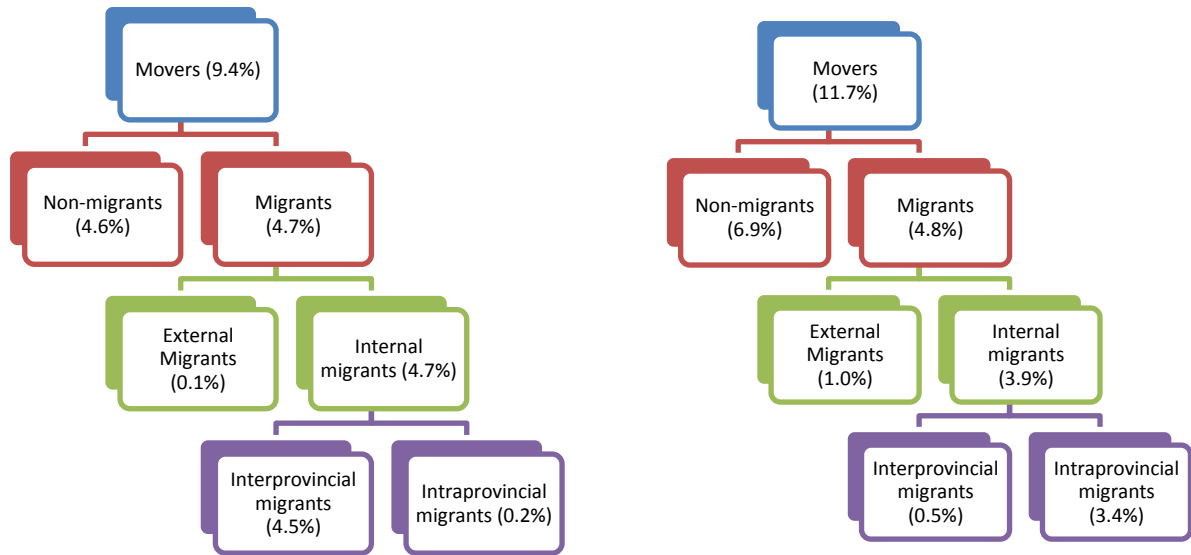 Movers (9.4%)
Non-migrants
(4.6%)
Migrants
(4.7%)
External
Migrants
(0.1%)
Internal
migrants (4.7%)
Interprovincial
migrants
(4.5%)
Intraprovincial
migrants (0.2%)
Movers
(11.7%)
Non-migrants
(6.9%)
Migrants
(4.8%)
External
Migrants
(1.0%)
Internal
migrants
(3.9%)
Interprovincial
migrants
(0.5%)
Intraprovincial
migrants
(3.4%)